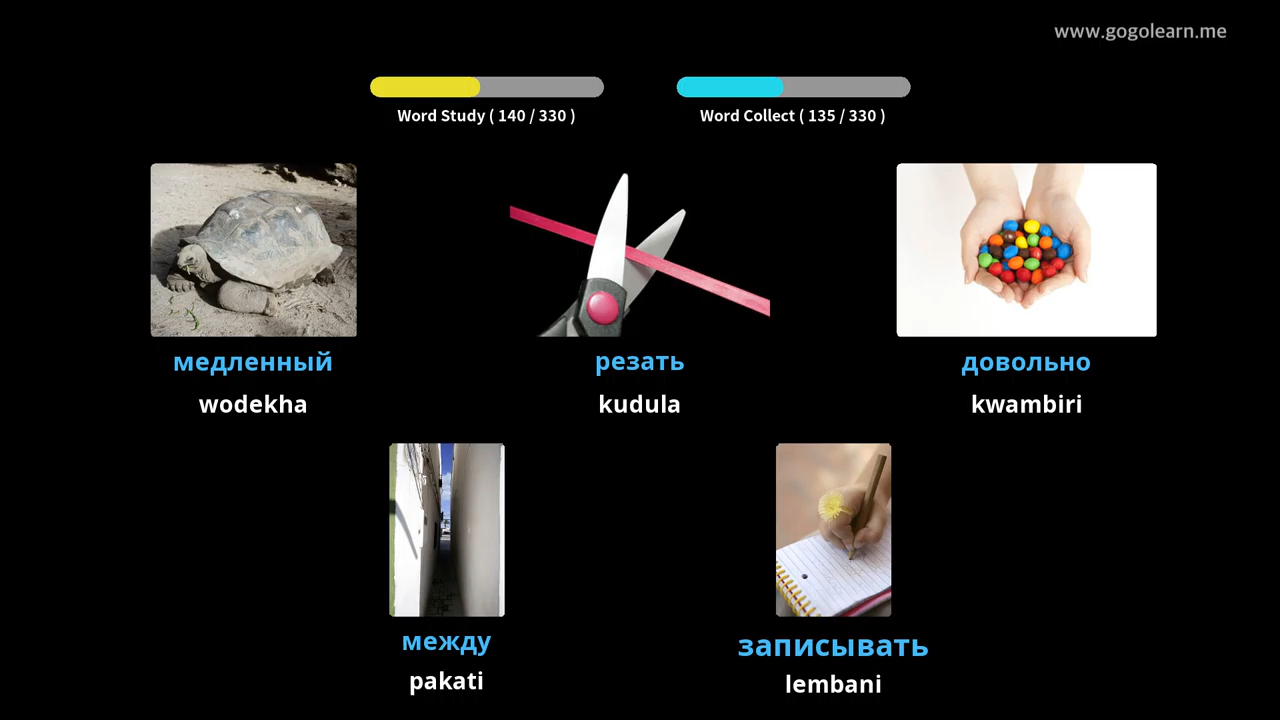 www.gogolearn.me
Word Study ( 140 / 330 )
Word Collect ( 135 / 330 )
медленный
wodekha
резать
kudula
довольно
kwambiri
между
pakati
записывать
lembani